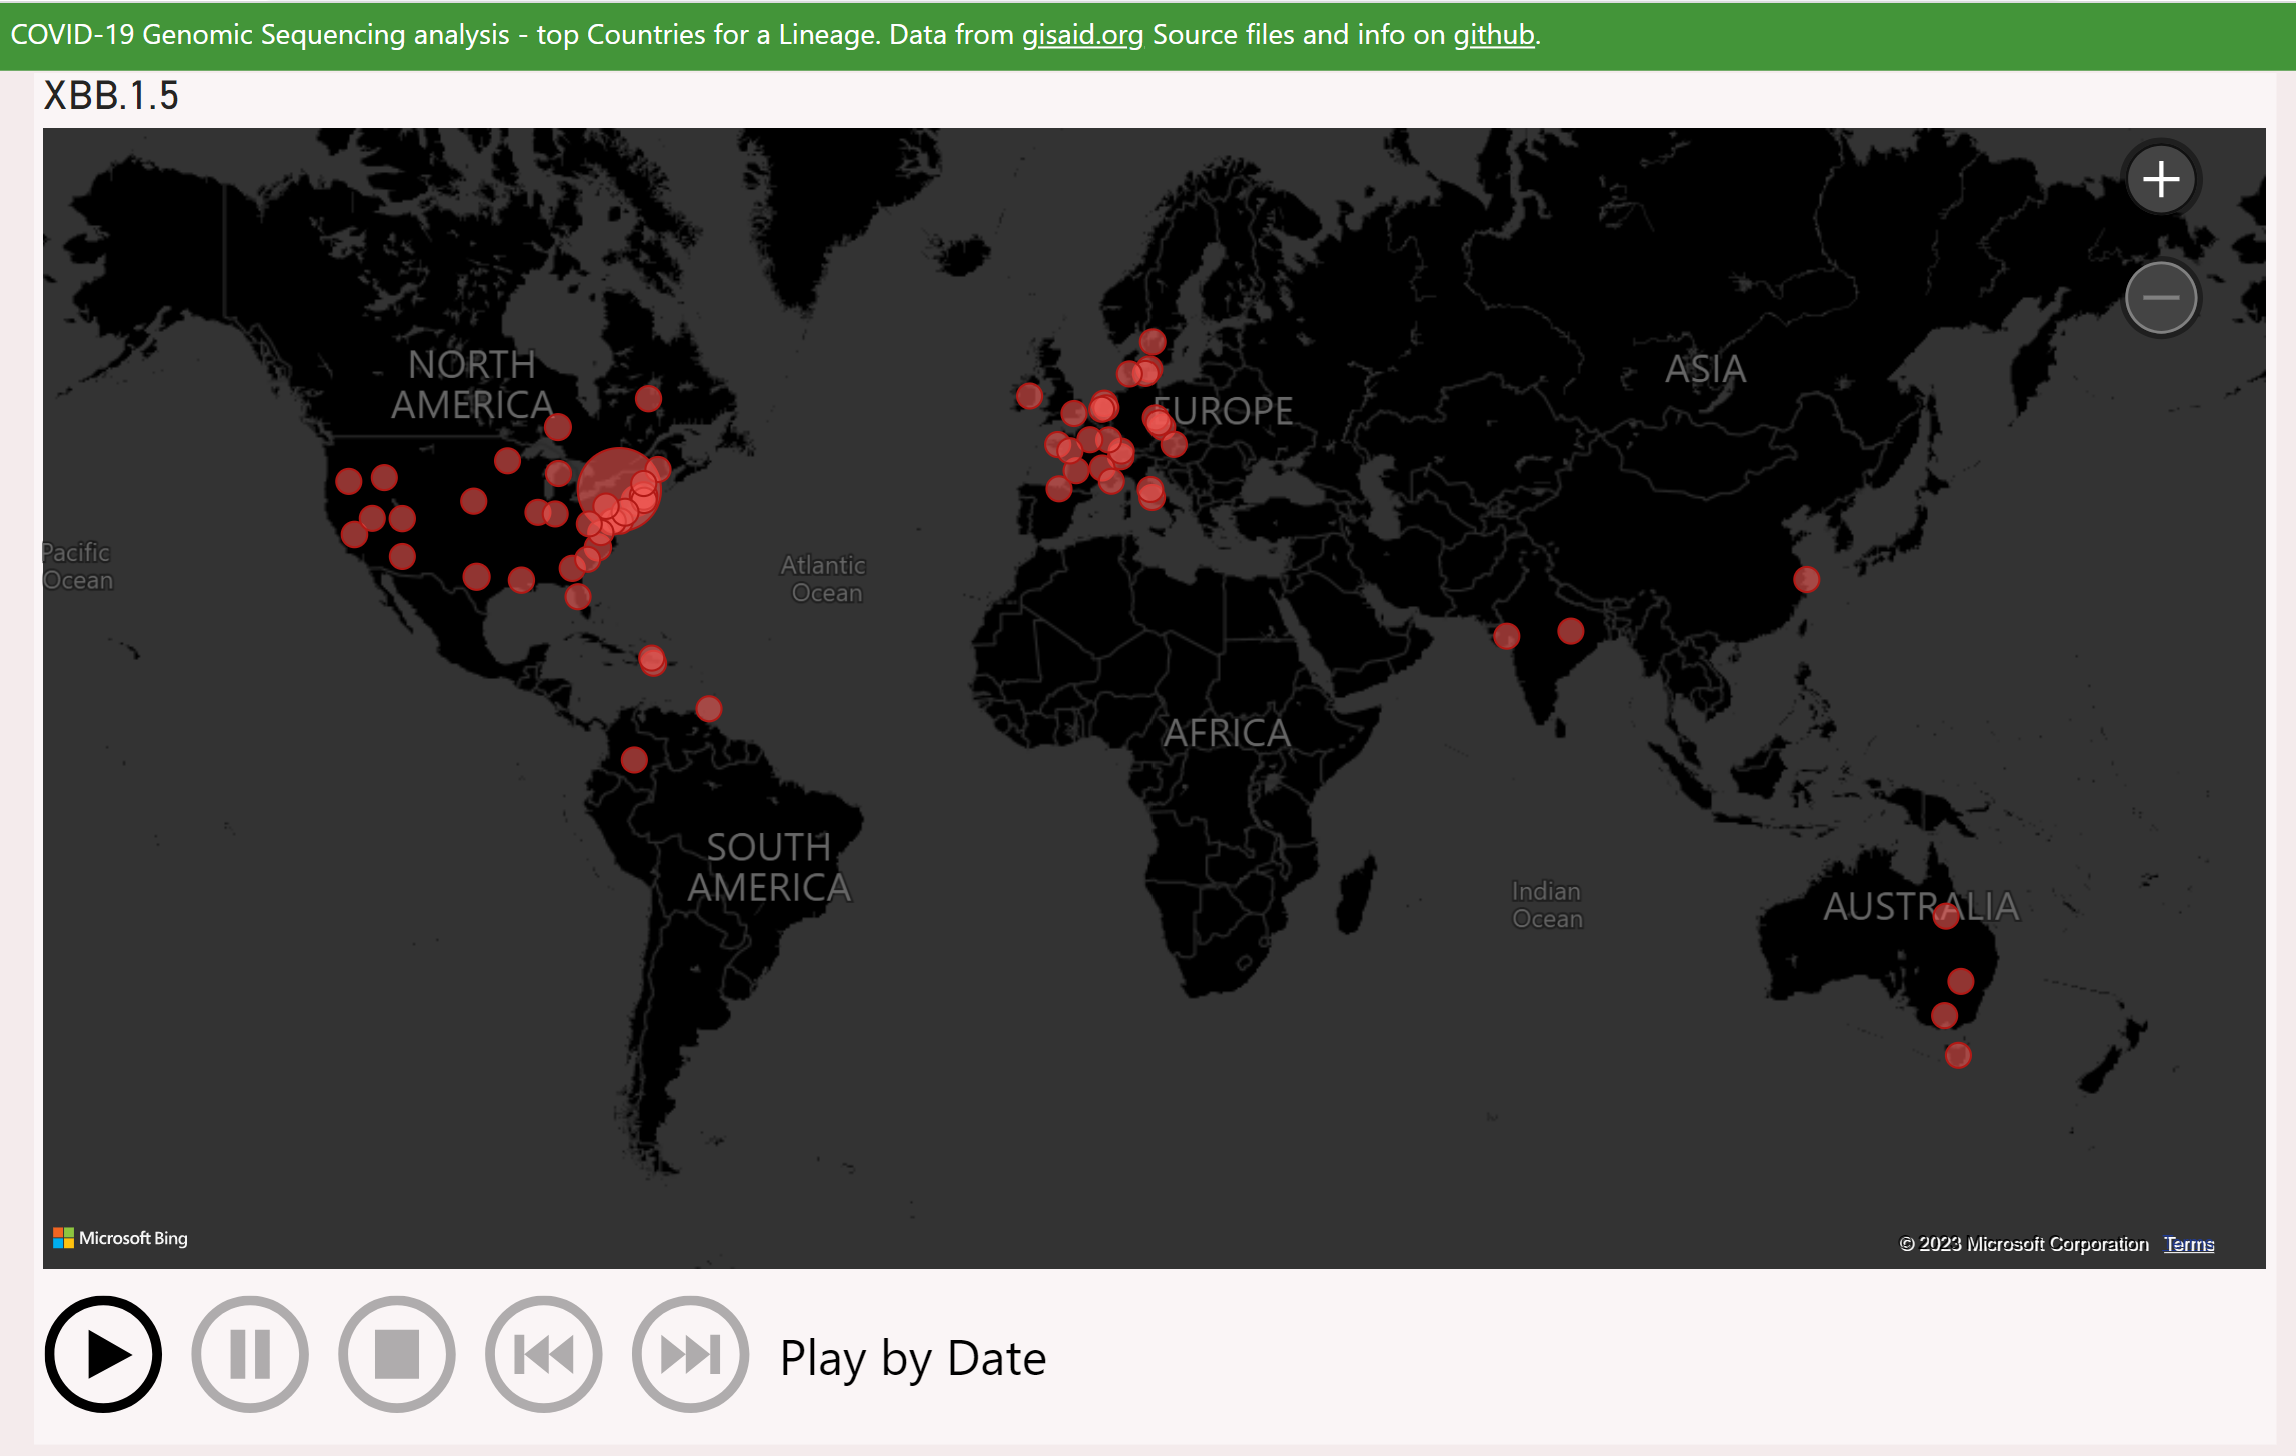 COVID-19 Genomic Sequencing analysis - top Countries for a Lineage. Data from gisaid.org Source files and info on github.
XBB.1.5
NORTH
AMERICA
EUROPE
ASIA
Pacific
Ocean
Atlantic
Ocean
AFRICA
SOUTH
AMERICA
Indian
Ocean
AUSTRALIA
Microsoft Bing
© 2023 Microsoft Corporation Terms
Play by Date